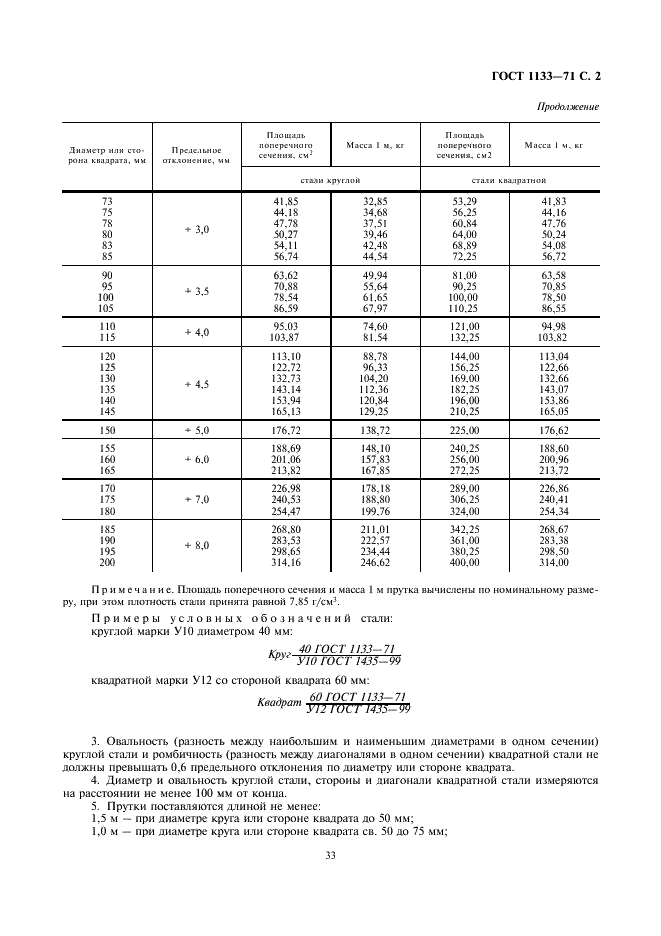 ГОСТ 1133—71 С. 2
Продолжение
Диаметр или сто-
рона квадрата, мм
Предельное
отклонение, мм
Площадь
поперечного
сечения, см²
Масса 1 м, кг
Площадь
поперечного
сечения, см2
Масса 1 м, кг
стали круглой
стали квадратной
73 41,85 32,85 53,29 41,83
75 44,18 34,68 56,25 44,16
78 47,78 37,51 60,84 47,76
± 3,0
80 50,27 39,46 64,00 50,24
83 54,11 42,48 68,89 54,08
85 56,74 44,54 72,25 56,72
90 63,62 49,94 81,00 63,58
95 70,88 55,64 90,25 70,85
± 3,5
100 78,54 61,65 100,00 78,50
105 86,59 67,97 110,25 86,55
110 95,03 74,60 121,00 94,98
± 4,0
115 103,87 81,54 132,25 103,82
120 113,10 88,78 144,00 113,04
125 122,72 96,33 156,25 122,66
130 132,73 104,20 169,00 132,66
± 4,5
135 143,14 112,36 182,25 143,07
140 153,94 120,84 196,00 153,86
145 165,13 129,25 210,25 165,05
150 ± 5,0 176,72 138,72 225,00 176,62
155 188,69 148,10 240,25 188,60
160 ± 6,0 201,06 157,83 256,00 200,96
165 213,82 167,85 272,25 213,72
170 226,98 178,18 289,00 226,86
175 ± 7,0 240,53 188,80 306,25 240,41
180 254,47 199,76 324,00 254,34
185 268,80 211,01 342,25 268,67
190 283,53 222,57 361,00 283,38
± 8,0
195 298,65 234,44 380,25 298,50
200 314,16 246,62 400,00 314,00
Примечание. Площадь поперечного сечения и масса 1 м прутка вычислены по номинальному разме-
ру, при этом плотность стали принята равной 7,85 г/см³.
Примеры условных обозначений стали:
круглой марки У10 диаметром 40 мм:
Круг 40 ГОСТ 1133—71
У10 ГОСТ 1435—99
квадратной марки У12 со стороной квадрата 60 мм:
Квадрат 60 ГОСТ 1133—71
У12 ГОСТ 1435—99
3. Овальность (разность между наибольшим и наименьшим диаметрами в одном сечении)
круглой стали и ромбичность (разность между диагоналями в одном сечении) квадратной стали не
должны превышать 0,6 предельного отклонения по диаметру или стороне квадрата.
4. Диаметр и овальность круглой стали, стороны и диагонали квадратной стали измеряются
на расстоянии не менее 100 мм от конца.
5. Прутки поставляются длиной не менее:
1,5 м — при диаметре круга или стороне квадрата до 50 мм;
1,0 м — при диаметре круга или стороне квадрата св. 50 до 75 мм;
33